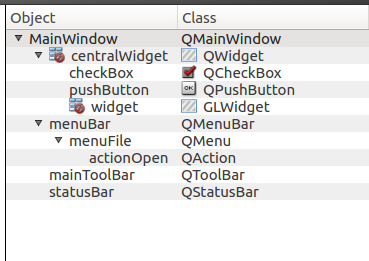 Object Class
MainWindow QMainWindow
centralWidget QWidget
checkBox QCheckBox
pushButton OK QPushButton
widget GLWidget
menuBar QMenuBar
menuFile QMenu
actionOpen QAction
mainToolBar QToolBar
statusBar QStatusBar